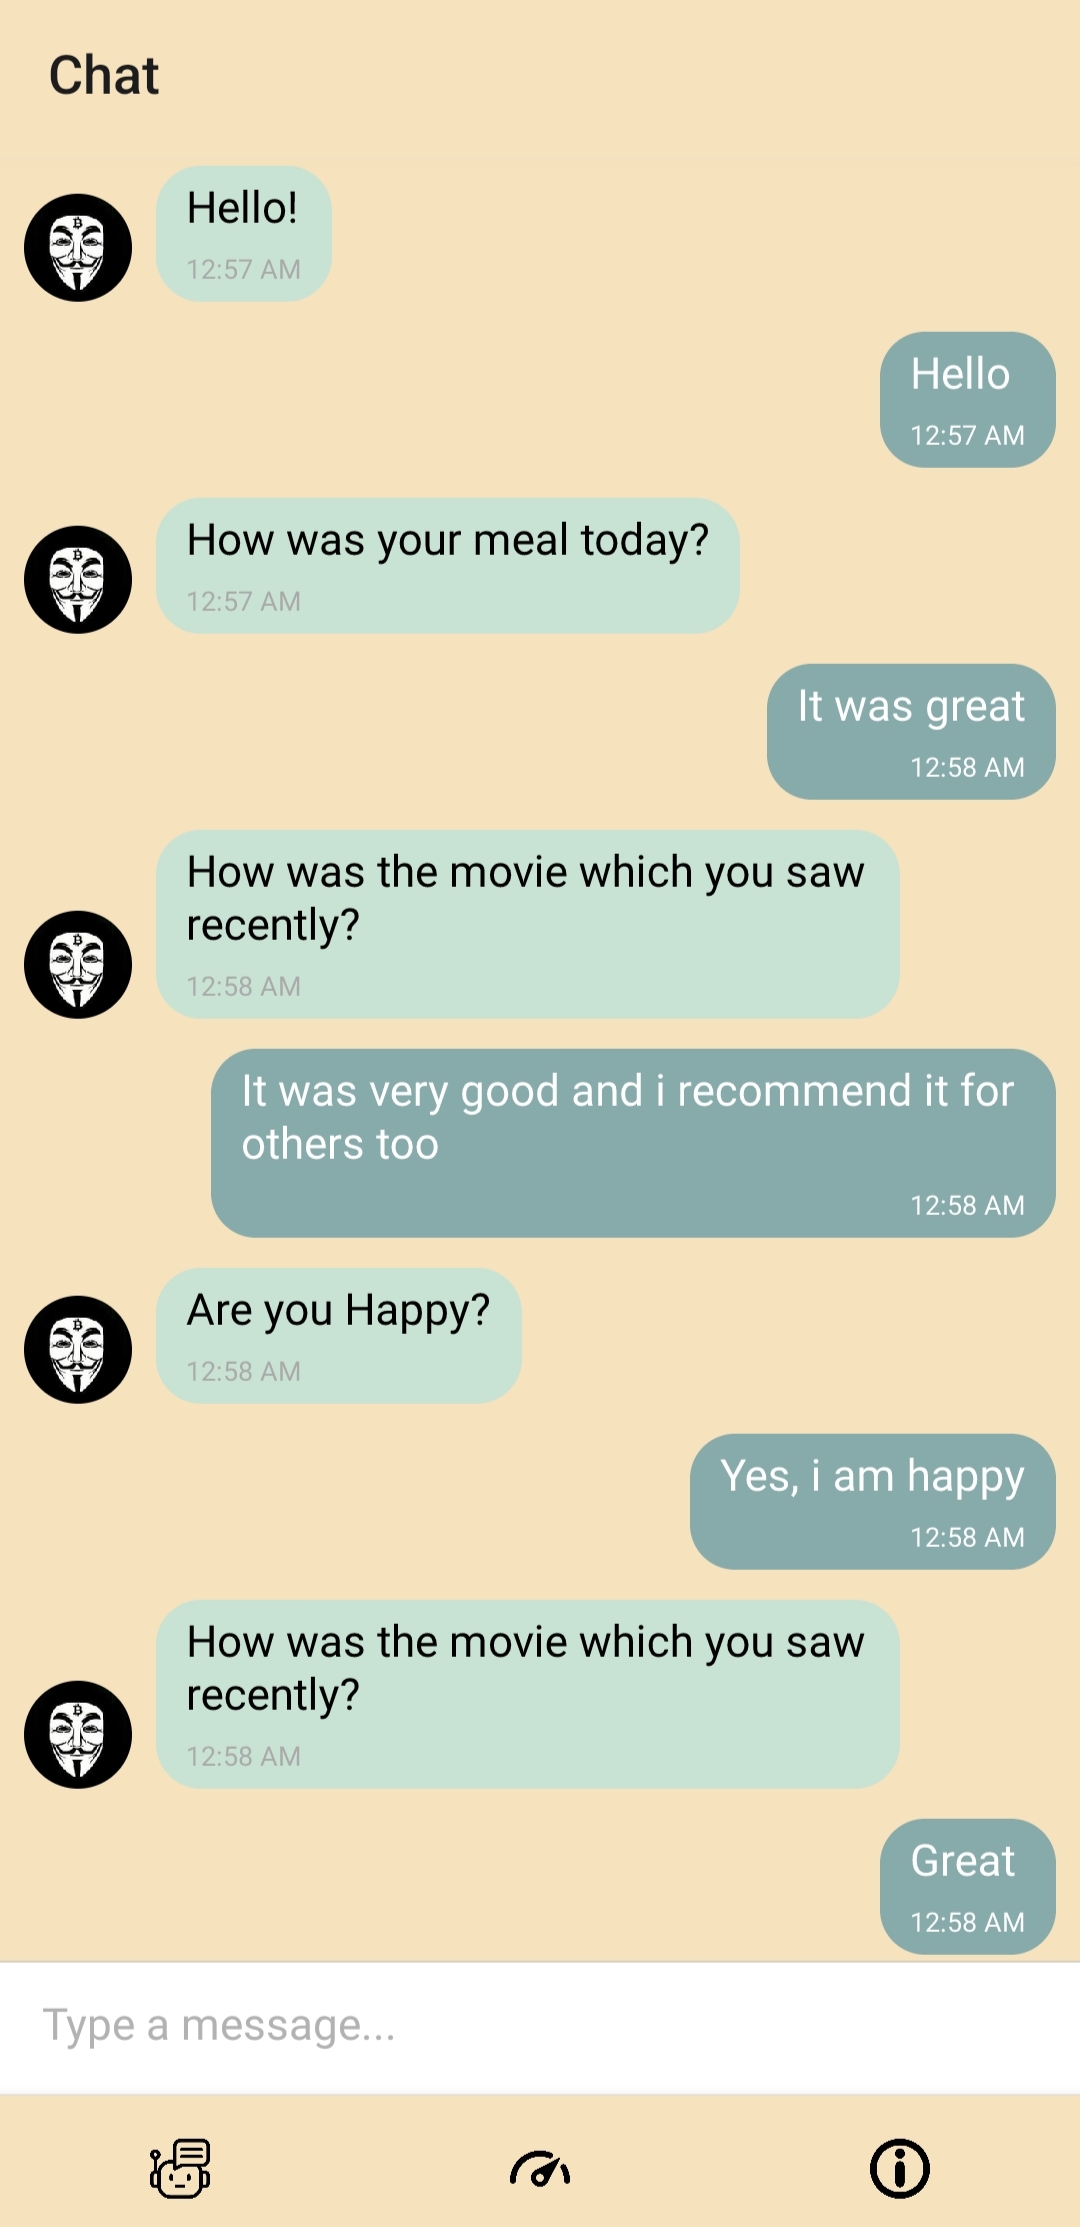 Chat
Hello!
12:57 AM
Hello
12:57 AM
How was your meal today?
12:57 AM
It was great
12:58 AM
How was the movie which you saw
recently?
12:58 AM
It was very good and i recommend it for
others too
12:58 AM
Are you Happy?
12:58 AM
Yes, i am happy
12:58 AM
How was the movie which you saw
recently?
12:58 AM
Great
12:58 AM
Type a message...